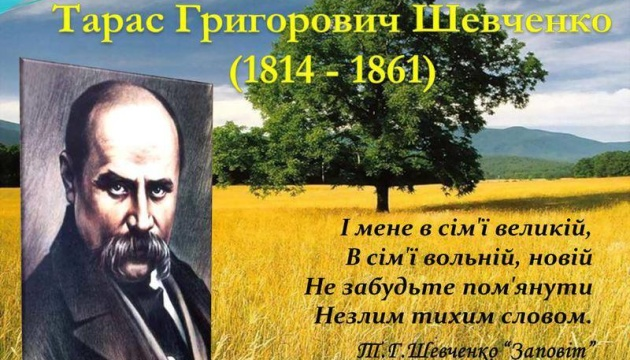 Тарас Григорович Шевченко
(1814 - 1861)
І мене в сім'ї великій,
В сім'ї вольній, новій
Не забудьте пом'янути
Незлим тихим словом.
Т.Г.Шевченко “Заповіт”